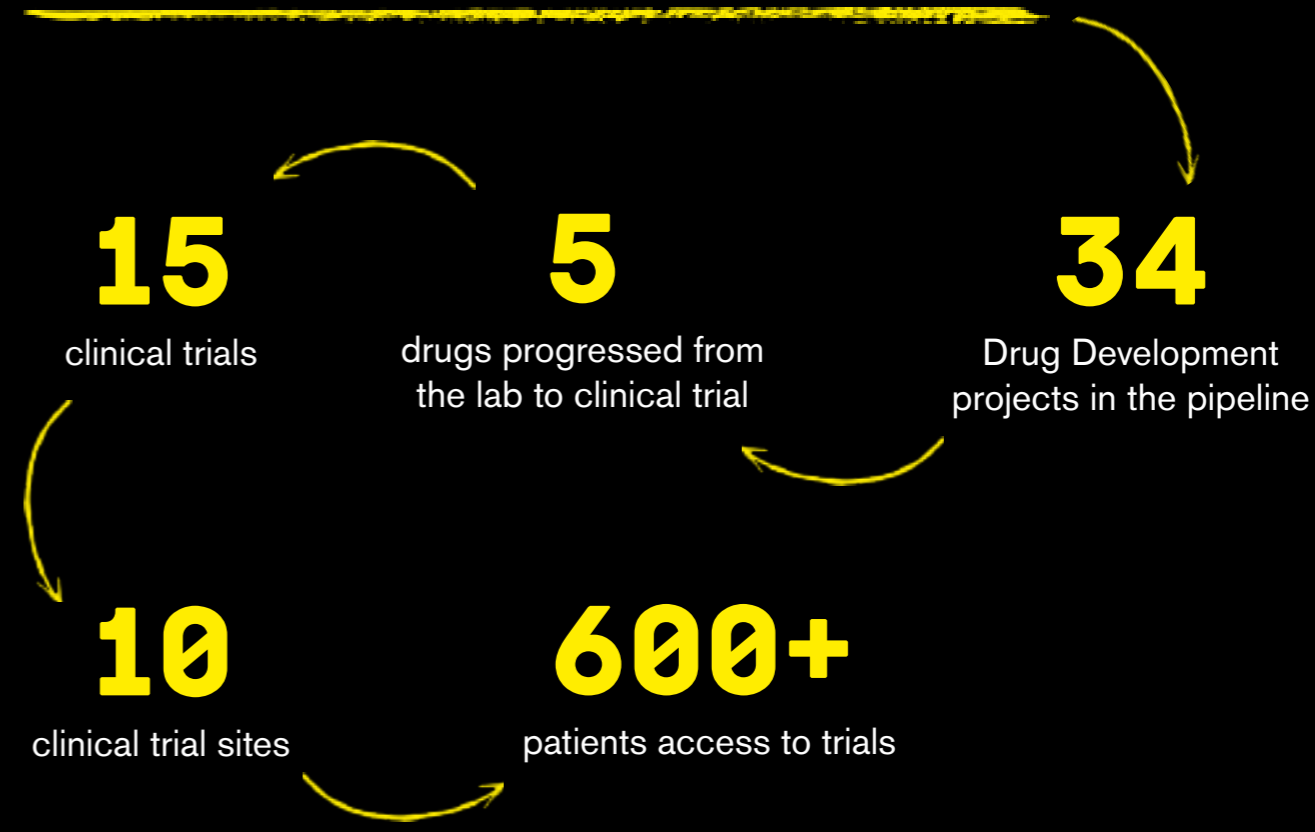 34
Drug Development
projects in the pipeline
5
drugs progressed from
the lab to clinical trial
15
clinical trials
10
clinical trial sites
600+
patients access to trials